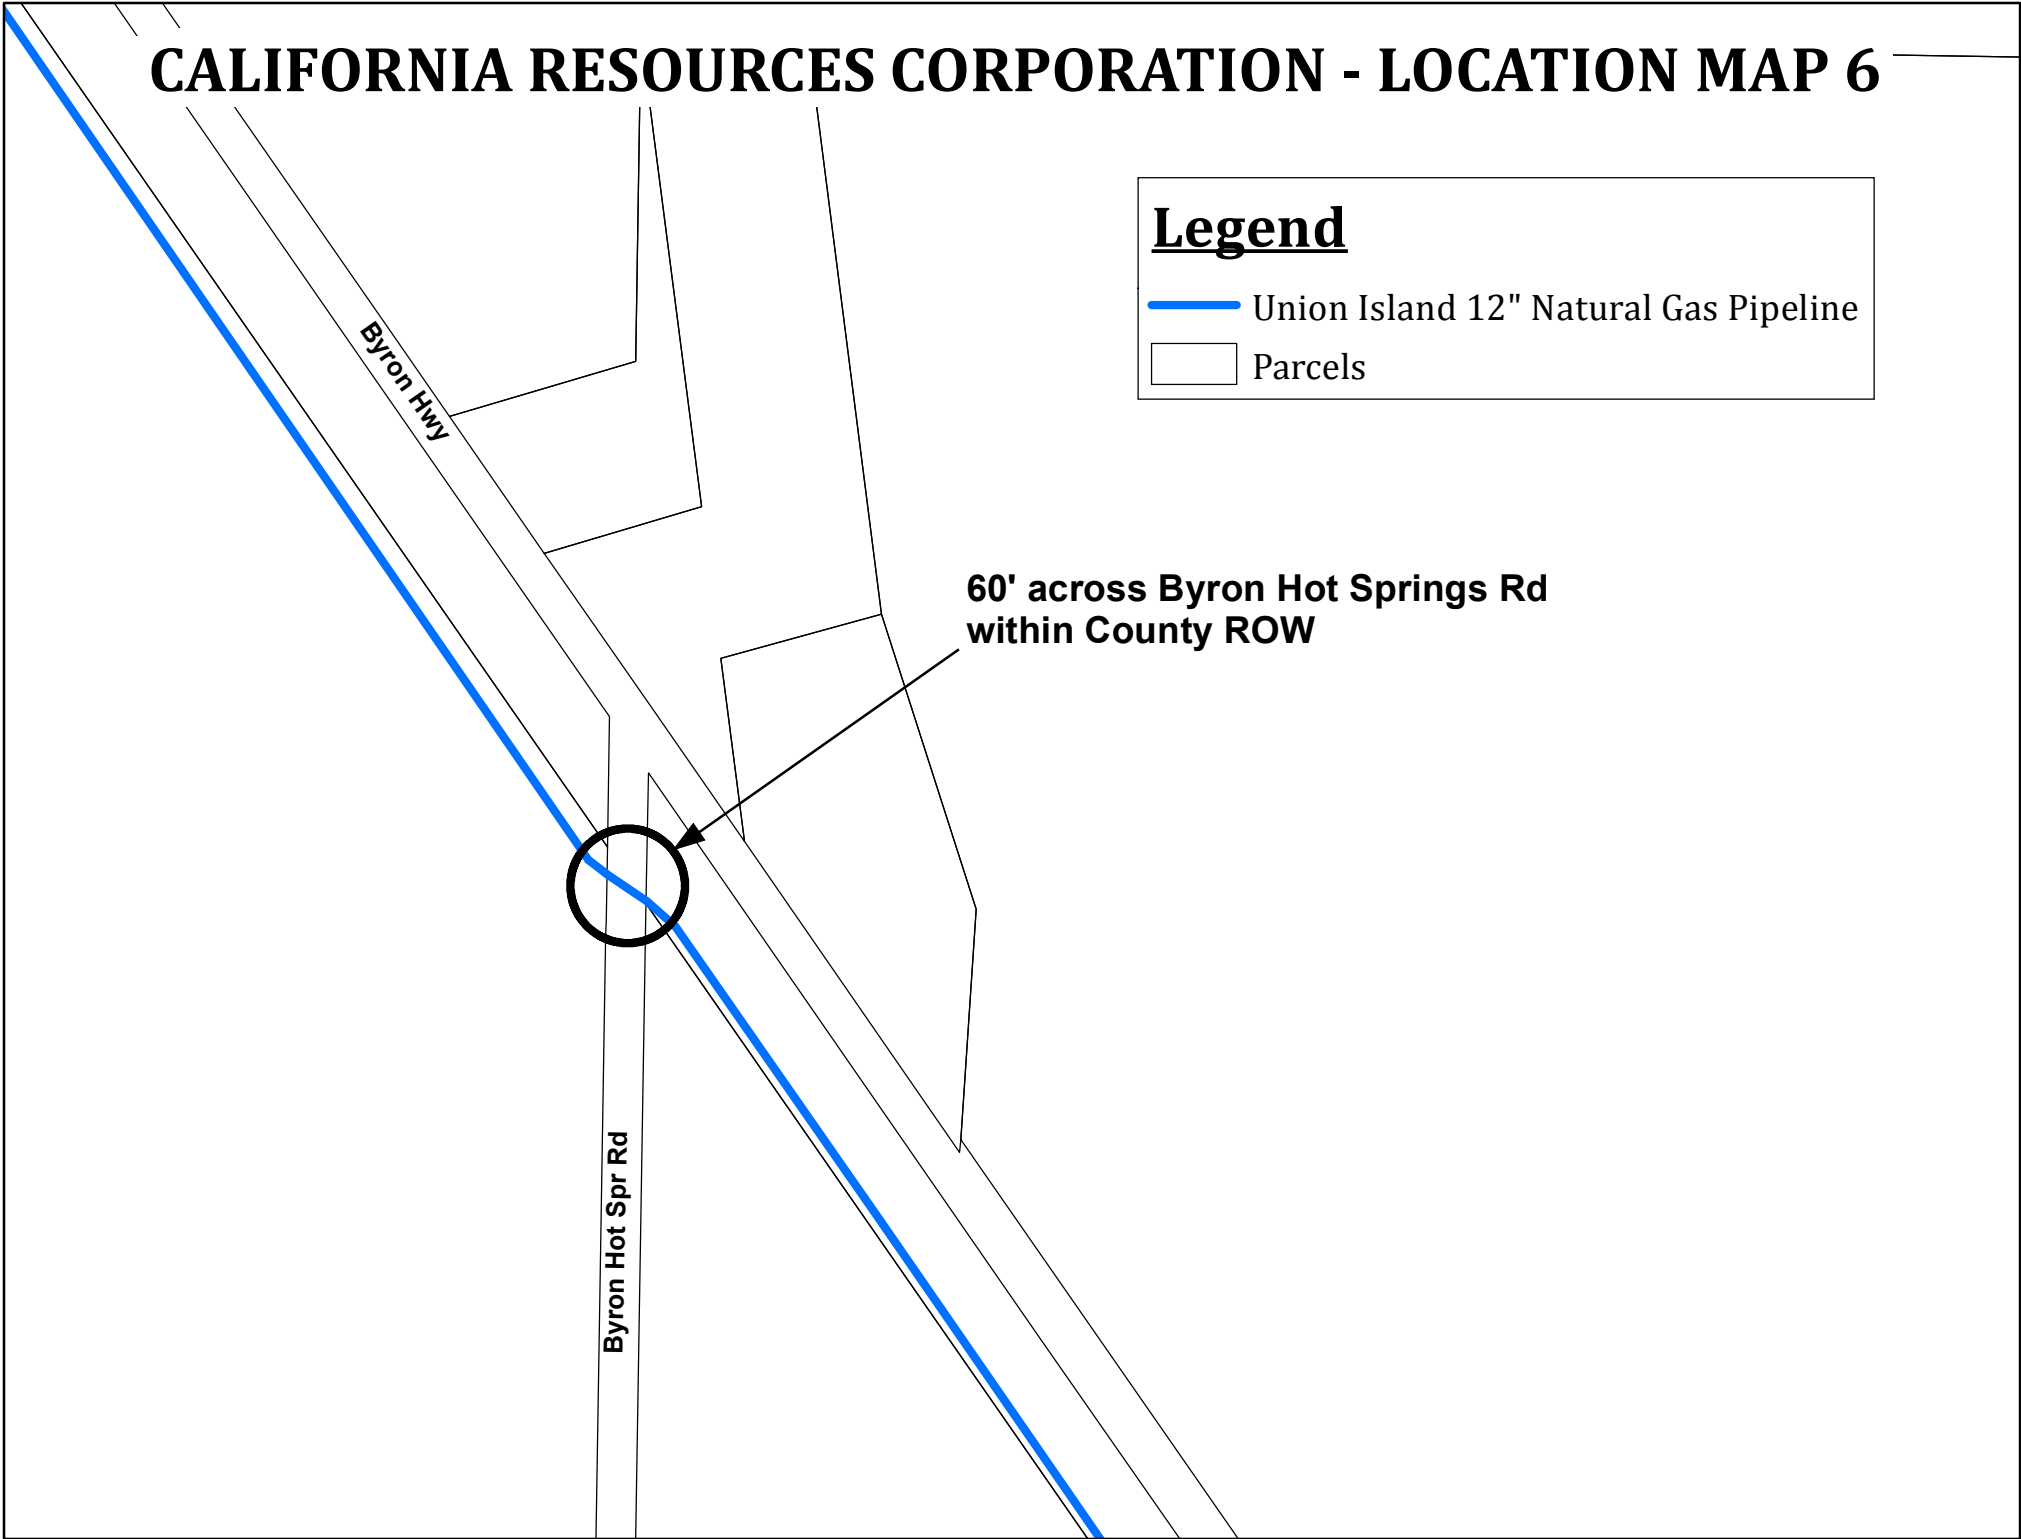 CALIFORNIA RESOURCES CORPORATION - LOCATION MAP 6
Legend
Union Island 12" Natural Gas Pipeline
Parcels
Byron Hwy
60' across Byron Hot Springs Rd
within County ROW
Byron Hot Spr Rd